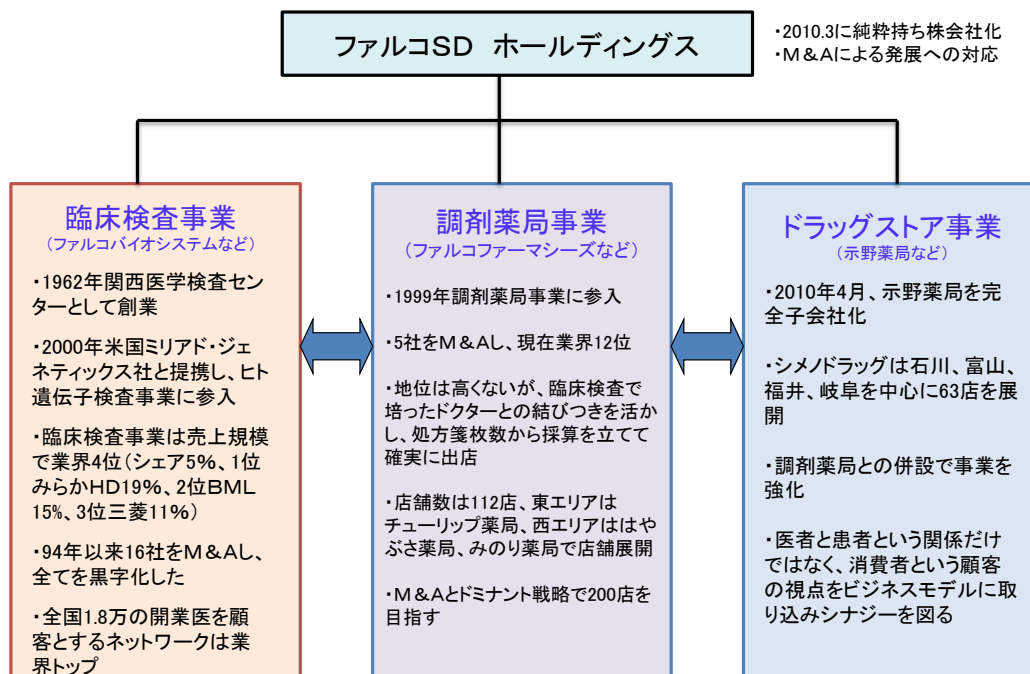 ファルコSD ホールディングス
・2010.3に純粋持ち株会社化
・M&Aによる発展への対応
臨床検査事業
(ファルコバイオシステムなど)
・1962年関西医学検査セン
ターとして創業
・2000年米国ミリアド・ジェ
ネティックス社と提携し、ヒト
遺伝子検査事業に参入
・臨床検査事業は売上規模
で業界4位(シェア5%、1位
みらかHD19%、2位BML
15%、3位三菱11%)
・94年以来16社をM&Aし、
全てを黒字化した
・全国1.8万の開業医を顧
客とするネットワークは業
界トップ
調剤薬局事業
(ファルコファーマシーズなど)
・1999年調剤薬局事業に参入
・5社をM&Aし、現在業界12位
・地位は高くないが、臨床検査で
培ったドクターとの結びつきを活か
し、処方箋枚数から採算を立てて
確実に出店
・店舗数は112店、東エリアは
チューリップ薬局、西エリアははや
ぶさ薬局、みのり薬局で店舗展開
・M&Aとドミナント戦略で200店を
目指す
ドラッグストア事業
(示野薬局など)
・2010年4月、示野薬局を完
全子会社化
・シメノドラッグは石川、富山、
福井、岐阜を中心に63店を展
開
・調剤薬局との併設で事業を
強化
・医者と患者という関係だけ
ではなく、消費者という顧客
の視点をビジネスモデルに取
り込みシナジーを図る